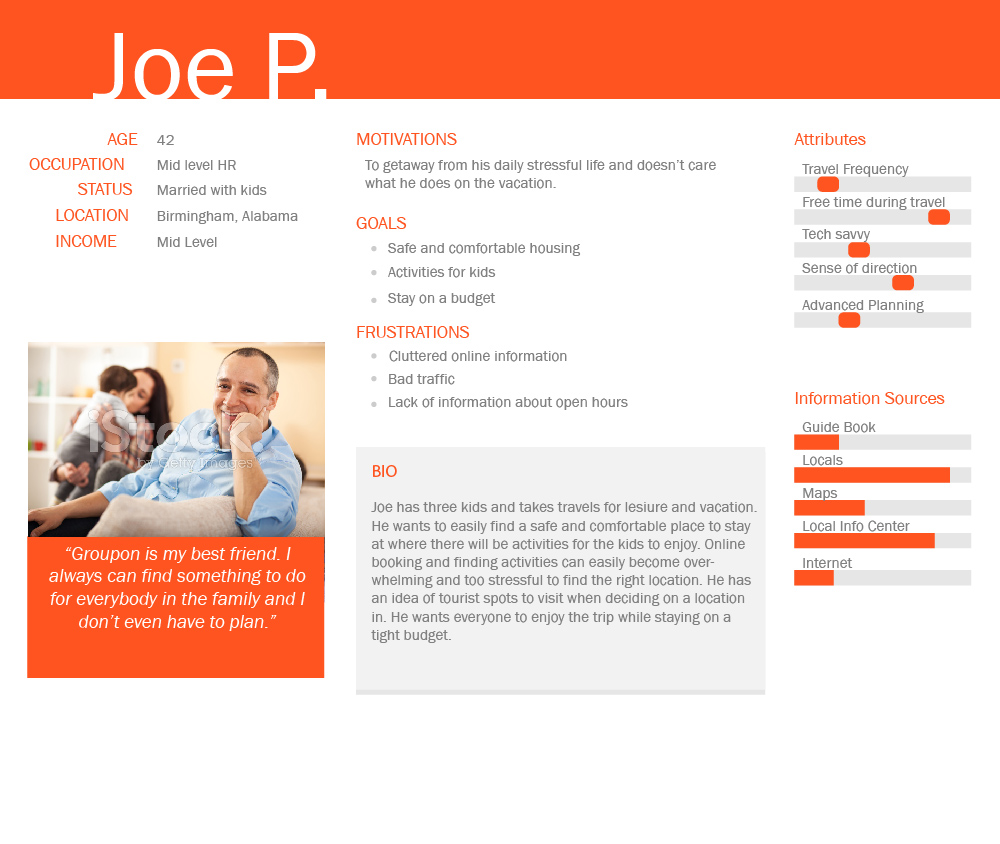 Joe P.
AGE 42
OCCUPATION Mid level HR
STATUS Married with kids
LOCATION Birmingham, Alabama
INCOME Mid Level
iStock.
by Getty Images
“Groupon is my best friend. I
always can find something to do
for everybody in the family and I
don’t even have to plan.”
MOTIVATIONS
To getaway from his daily stressful life and doesn’t care
what he does on the vacation.
GOALS
Safe and comfortable housing
Activities for kids
Stay on a budget
FRUSTRATIONS
Cluttered online information
Bad traffic
Lack of information about open hours
BIO
Joe has three kids and takes travels for lesiure and vacation.
He wants to easily find a safe and comfortable place to stay
at where there will be activities for the kids to enjoy. Online
booking and finding activities can easily become over-
whelming and too stressful to find the right location. He has
an idea of tourist spots to visit when deciding on a location
in. He wants everyone to enjoy the trip while staying on a
tight budget.
Attributes
Travel Frequency
Free time during travel
Tech savvy
Sense of direction
Advanced Planning
Information Sources
Guide Book
Locals
Maps
Local Info Center
Internet